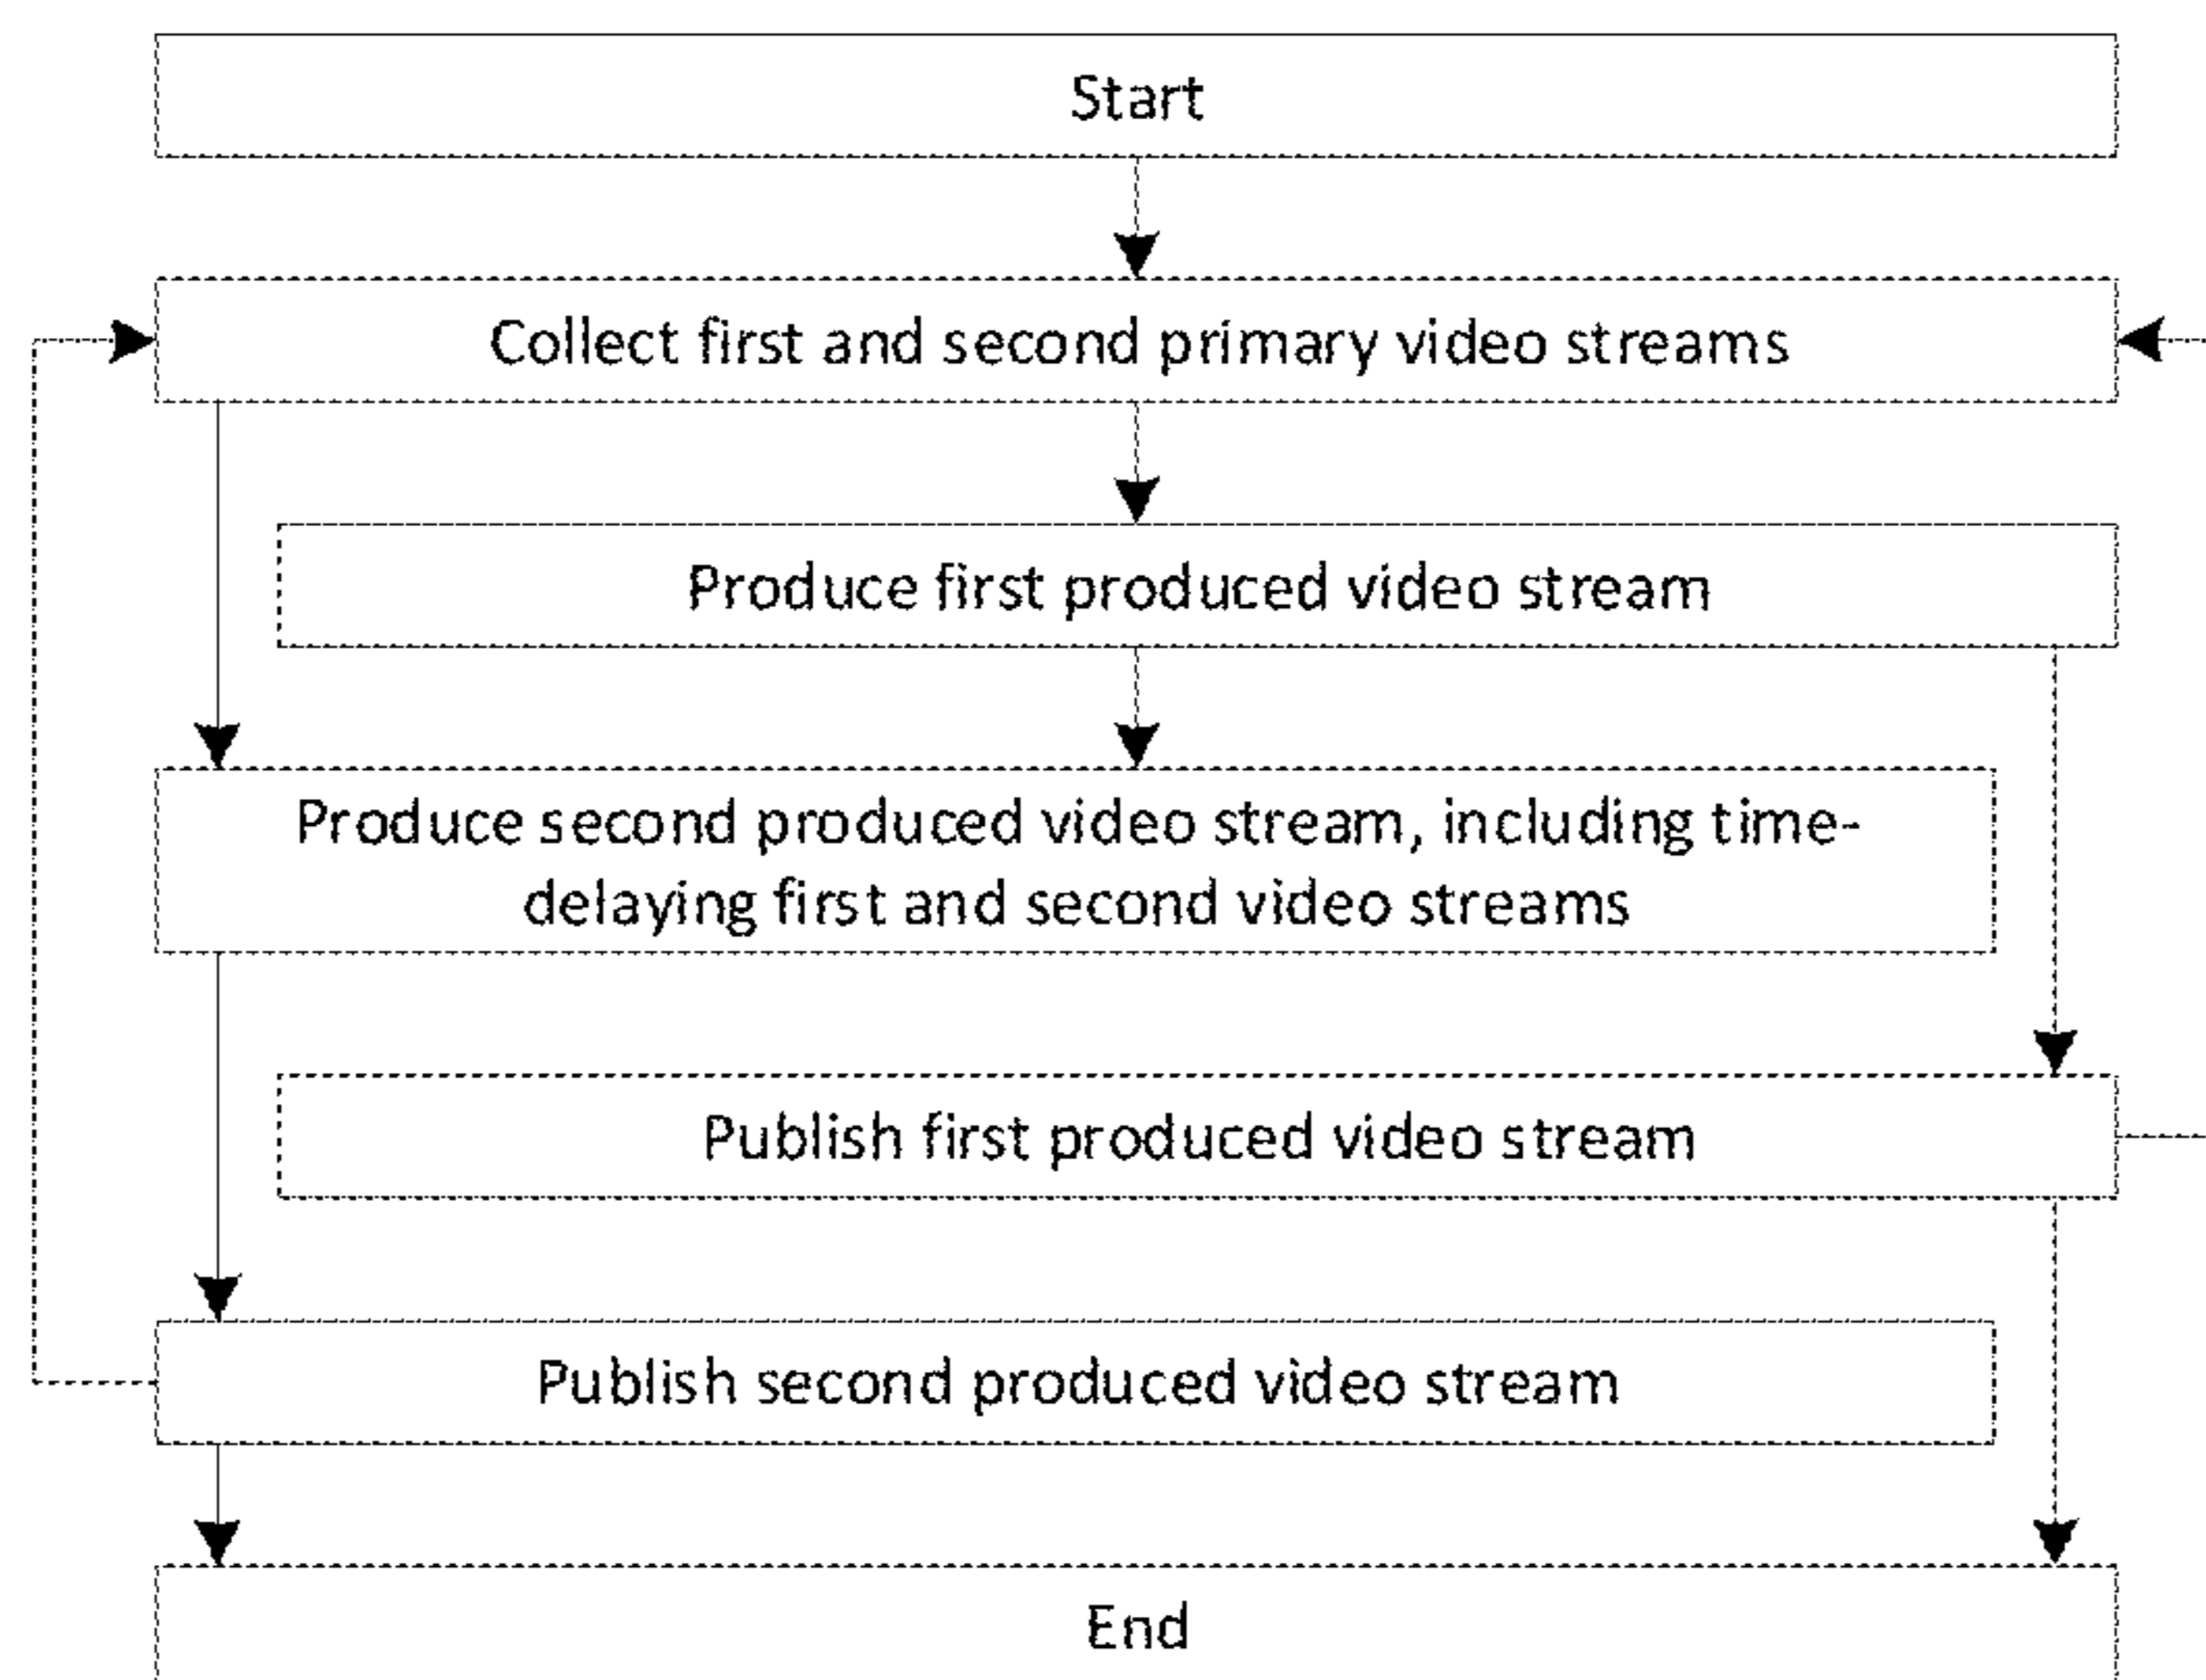 Start
Collect first and second primary video streams
Produce first produced video stream
Produce second produced video stream, including time-
delaying first and second video streams
Publish first produced video stream
Publish second produced video stream
End